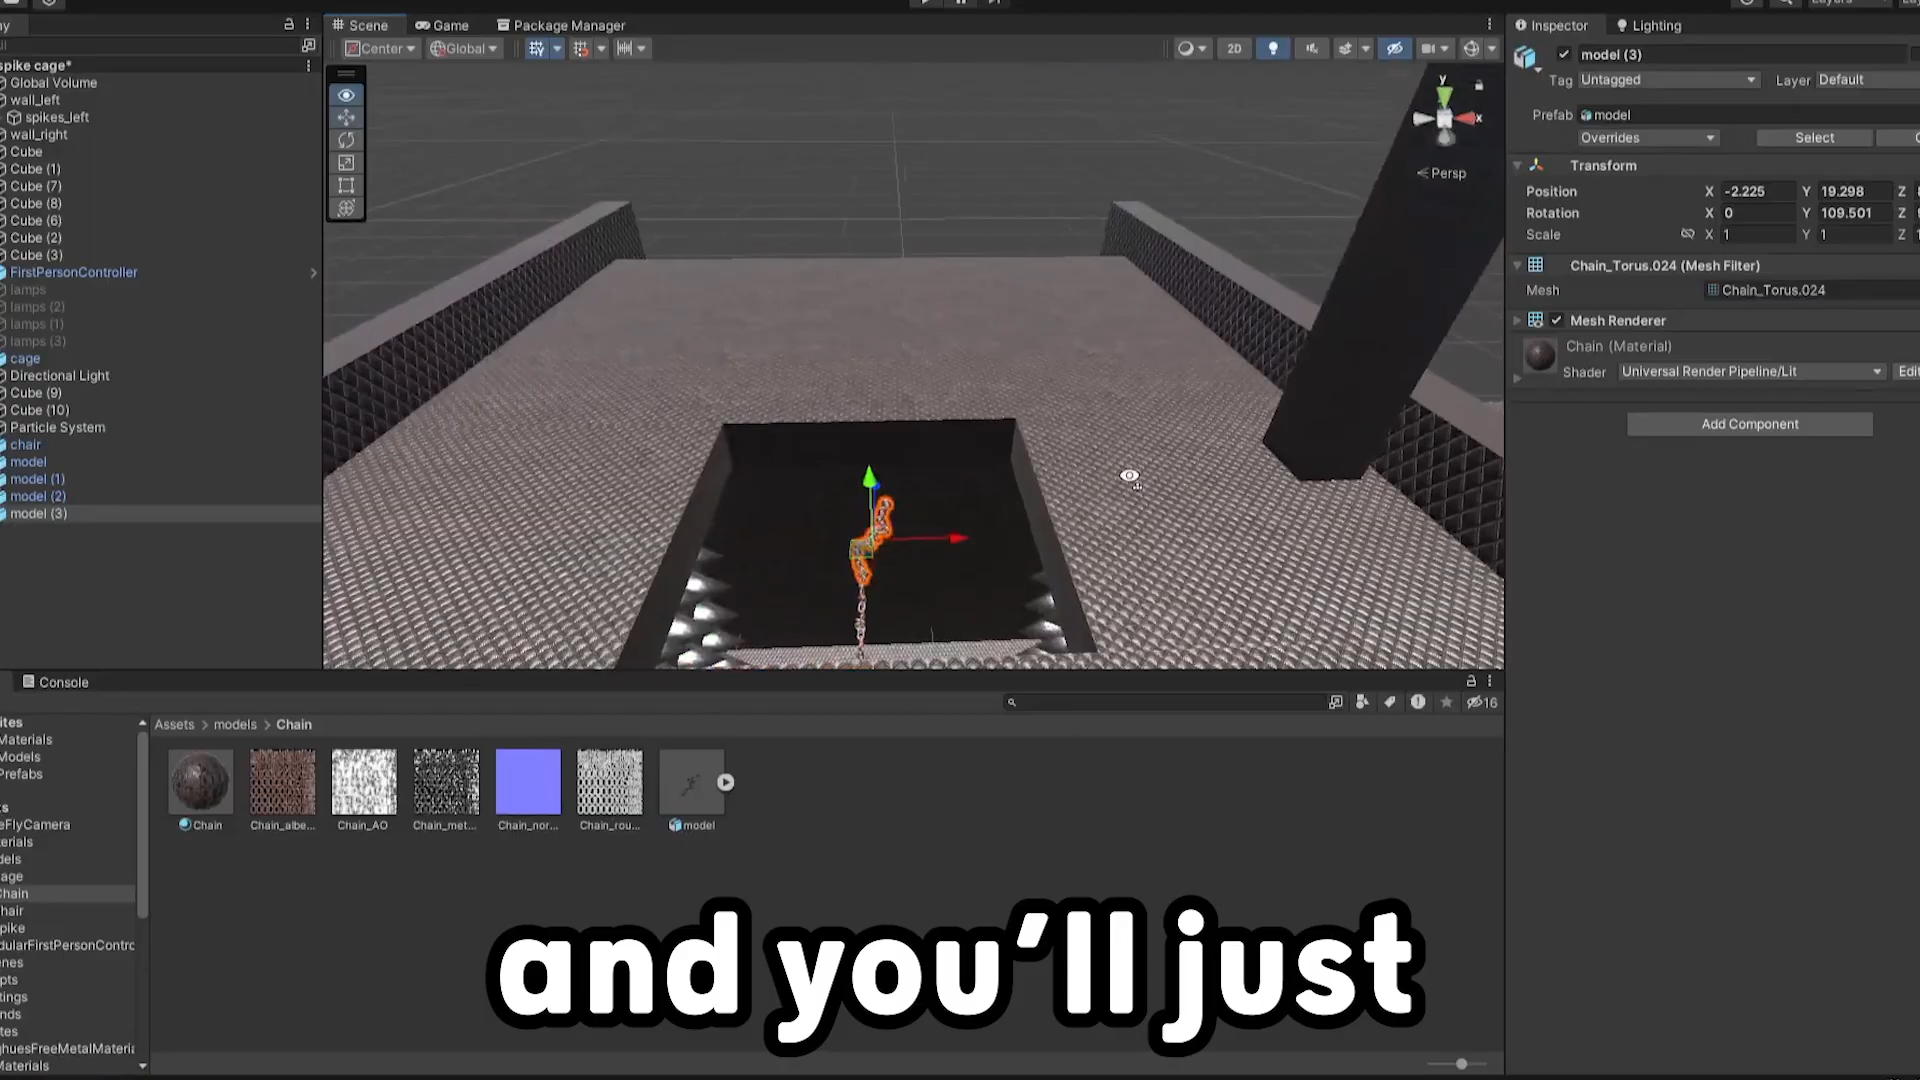 Scene
Game
Package Manager
Inspector
Lighting
Center
Global
2D
model (3)
Tag Untagged
Layer Default
Prefab model
Overrides
Select
Transform
Position X -2.225 Y 19.298 Z
Rotation X 0 Y 109.501 Z
Scale X 1 Y 1 Z
Chain_Torus.024 (Mesh Filter)
Mesh Chain_Torus.024
Mesh Renderer
Chain (Material)
Shader Universal Render Pipeline/Lit
Add Component
y
x
Persp
spike cage*
Global Volume
wall_left
spikes_left
wall_right
Cube
Cube (1)
Cube (7)
Cube (8)
Cube (6)
Cube (2)
Cube (3)
FirstPersonController
lamps
lamps (2)
lamps (1)
lamps (3)
cage
Directional Light
Cube (9)
Cube (10)
Particle System
chair
model
model (1)
model (2)
model (3)
Console
16
Assets > models > Chain
Materials
Models
Prefabs
Chain
Chain_albe...
Chain_AO
Chain_met...
Chain_nor...
Chain_rou...
model
and you'll just